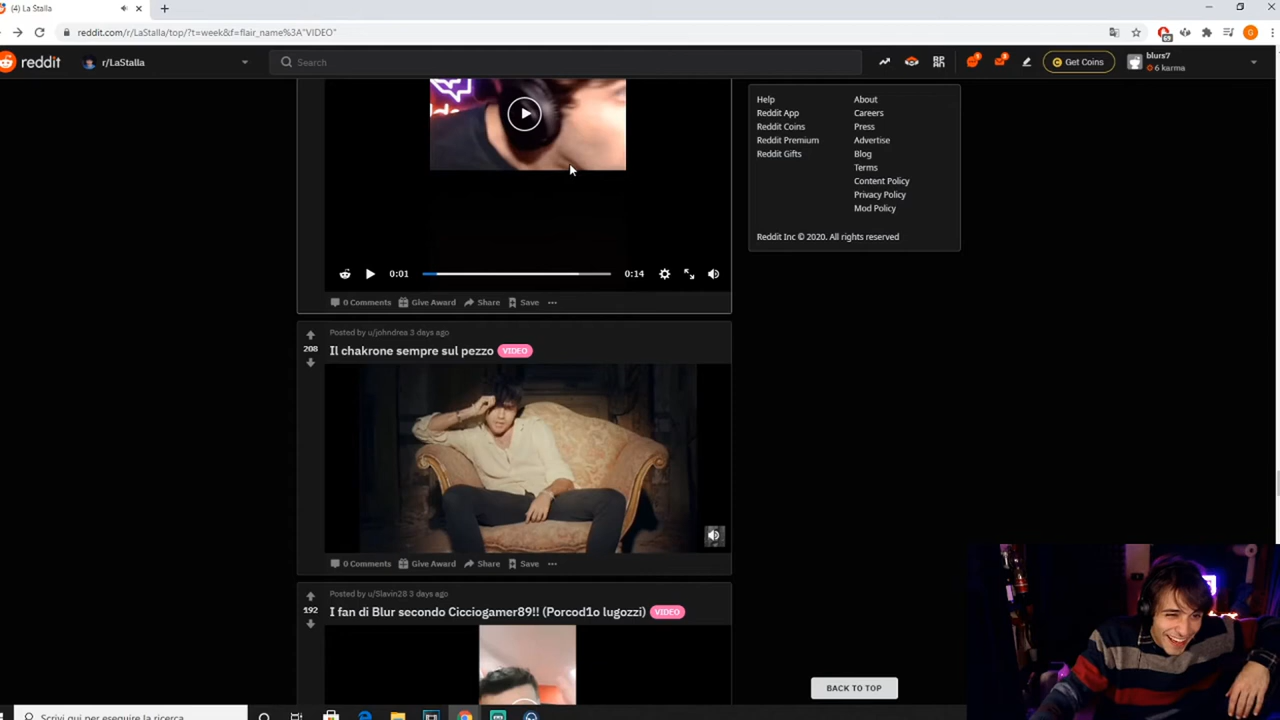 (4) La Stalla
reddit.com/r/LaStalla/top/?t=week&f=flair_name%3A"VIDEO"
reddit
r/LaStalla
Search
Get Coins
blurs7
6 karma
Help
About
Reddit App
Careers
Reddit Coins
Press
Reddit Premium
Advertise
Reddit Gifts
Blog
Terms
Content Policy
Privacy Policy
Mod Policy
Reddit Inc © 2020. All rights reserved
0:01
0:14
0 Comments Give Award Share Save
Posted by u/johndrea 3 days ago
208
Il chakrone sempre sul pezzo VIDEO
0 Comments Give Award Share Save
Posted by u/Slavin28 3 days ago
192
I fan di Blur secondo Cicciogamer89!! (Porcod1o lugozzi) VIDEO
BACK TO TOP
Scrivi qui per eseguire la ricerca